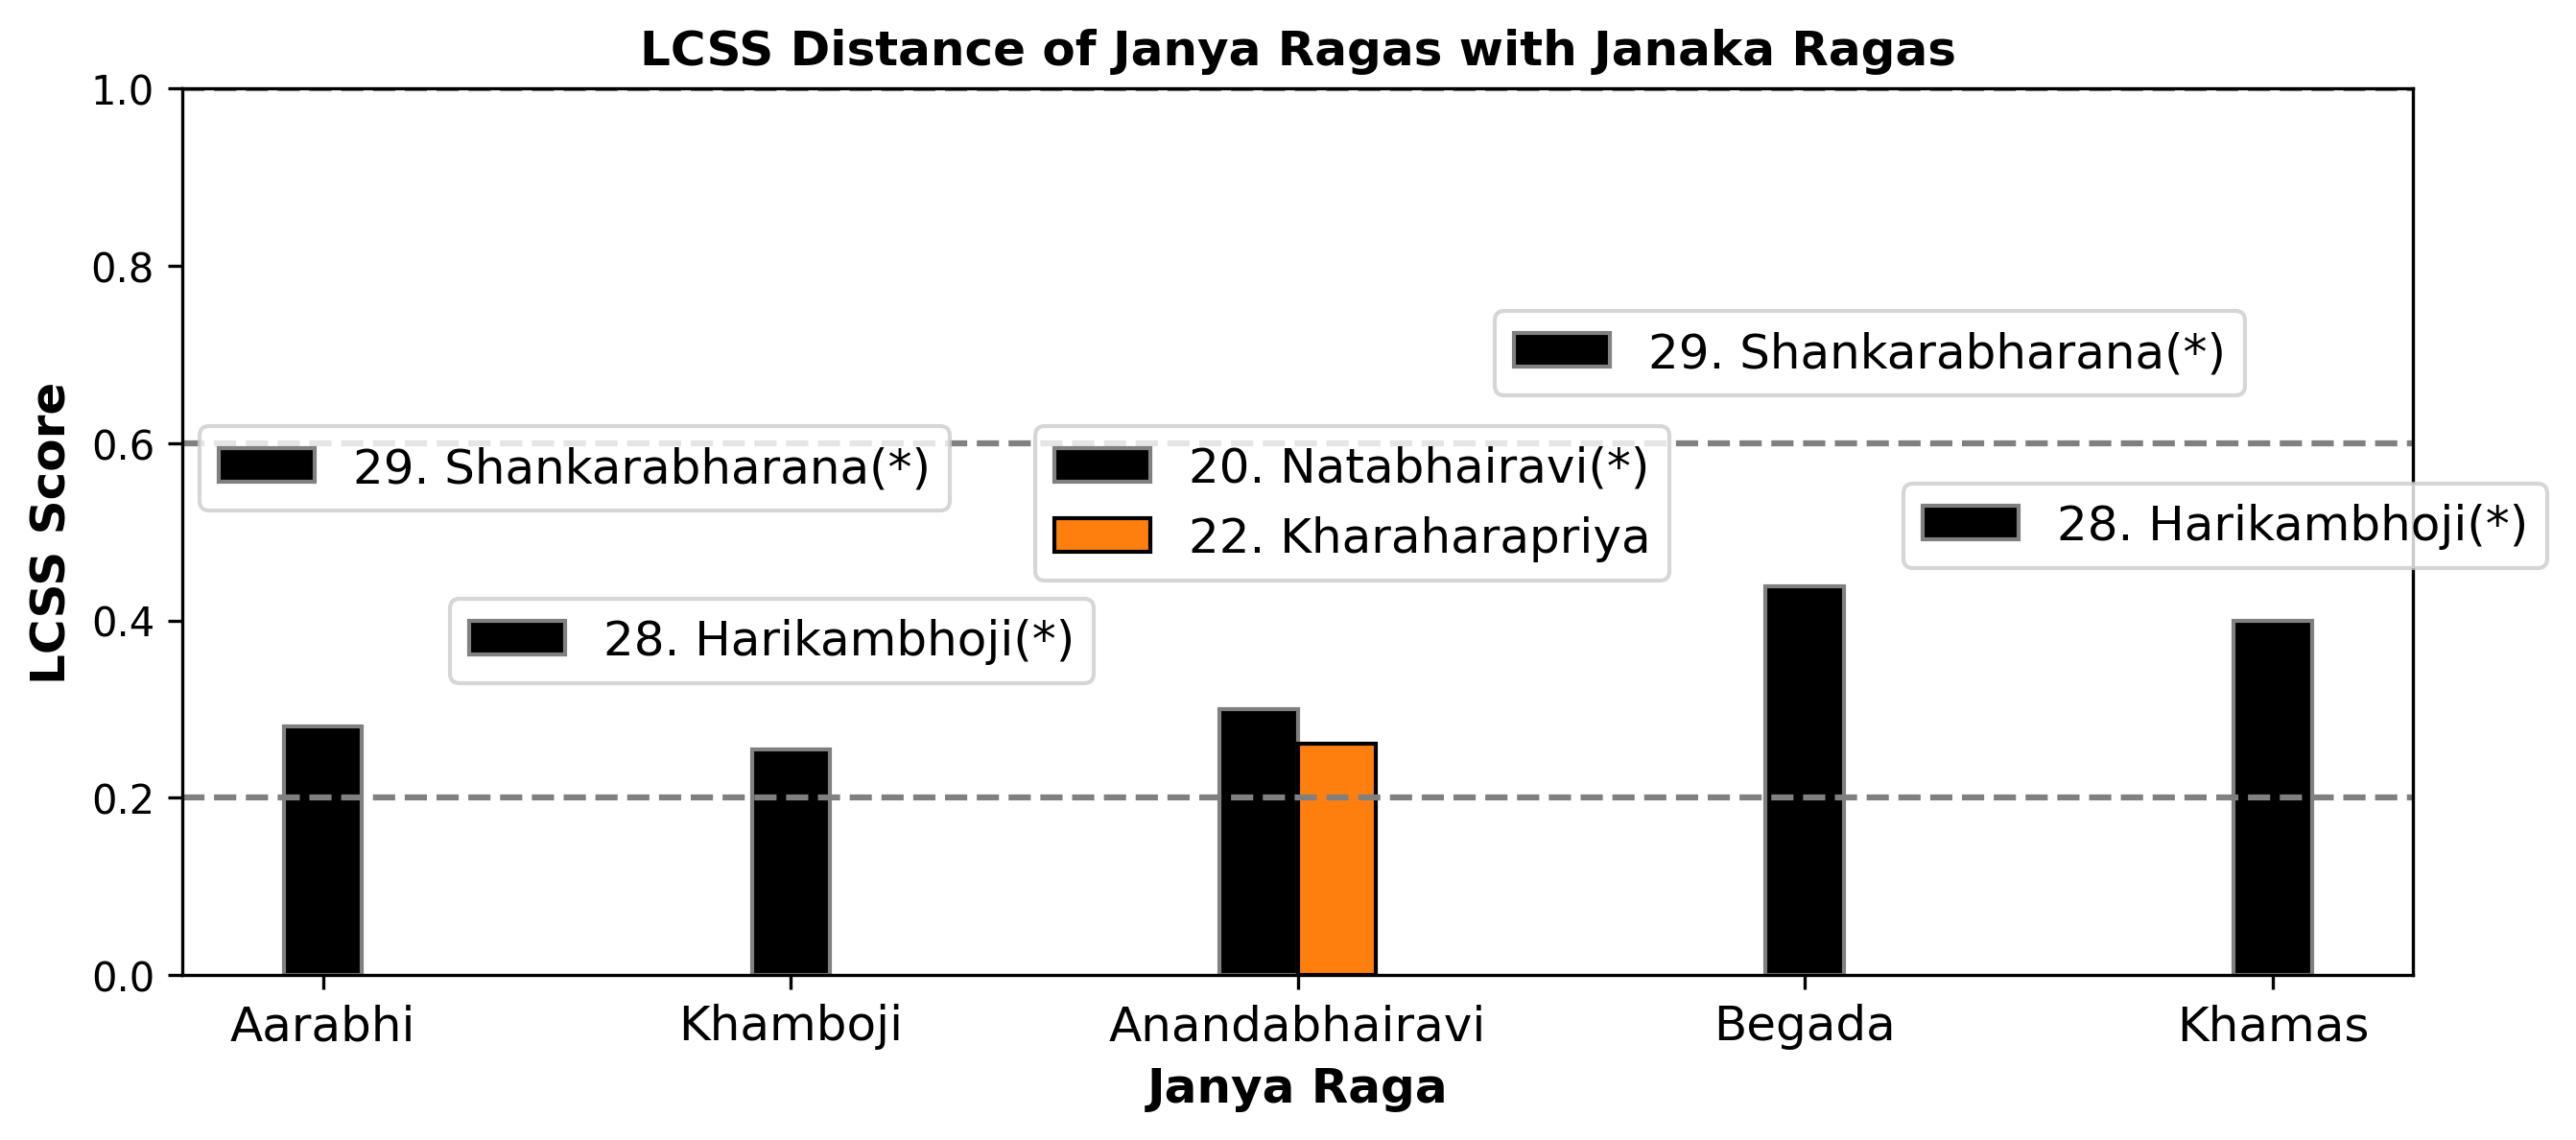 LCSS Distance of Janya Ragas with Janaka Ragas
LCSS Score
1.0
0.8
0.6
0.4
0.2
0.0
29. Shankarabharana(*)
28. Harikambhoji(*)
20. Natabhairavi(*)
22. Kharaharapriya
29. Shankarabharana(*)
28. Harikambhoji(*)
Aarabhi
Khamboji
Anandabhairavi
Begada
Khamas
Janya Raga